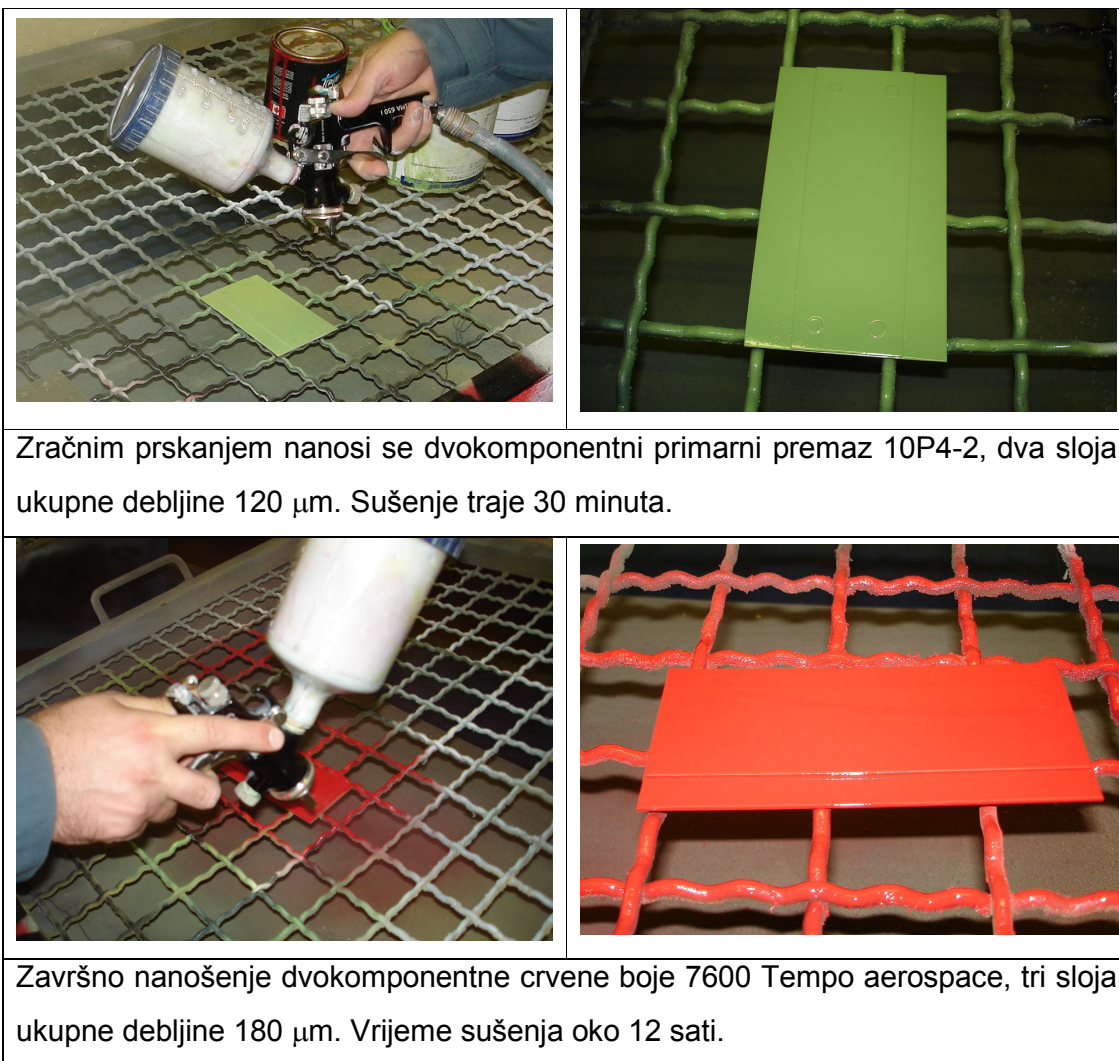 Zračnim prskanjem nanosi se dvokomponentni primarni premaz 10P4-2, dva sloja
ukupne debljine 120 μm. Sušenje traje 30 minuta.
Završno nanošenje dvokomponentne crvene boje 7600 Tempo aerospace, tri sloja
ukupne debljine 180 μm. Vrijeme sušenja oko 12 sati.